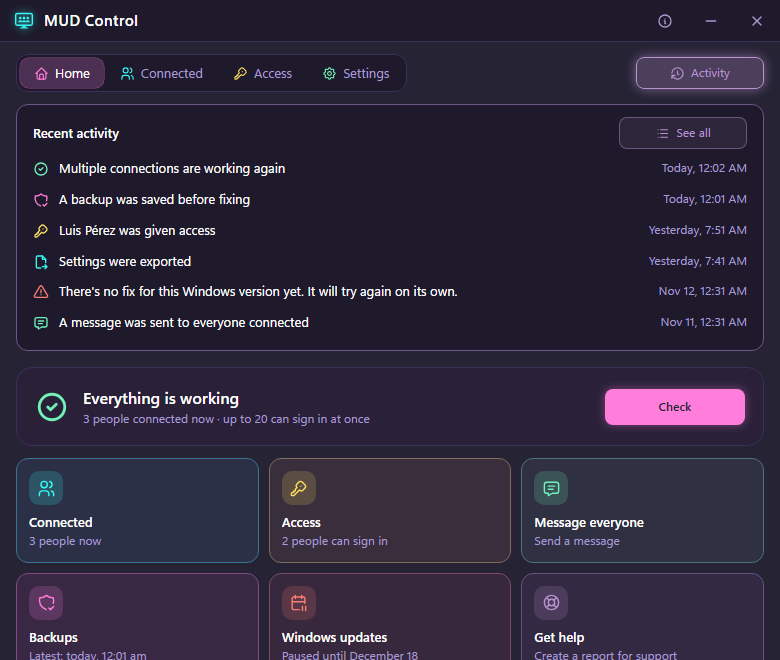 MUD Control
Home
Connected
Access
Settings
Activity
Recent activity
See all
Multiple connections are working again
Today, 12:02 AM
A backup was saved before fixing
Today, 12:01 AM
Luis Pérez was given access
Yesterday, 7:51 AM
Settings were exported
Yesterday, 7:41 AM
There's no fix for this Windows version yet. It will try again on its own.
Nov 12, 12:31 AM
A message was sent to everyone connected
Nov 11, 12:31 AM
Everything is working
3 people connected now · up to 20 can sign in at once
Check
Connected
3 people now
Access
2 people can sign in
Message everyone
Send a message
Backups
Latest: today, 12:01 am
Windows updates
Paused until December 18
Get help
Create a report for support